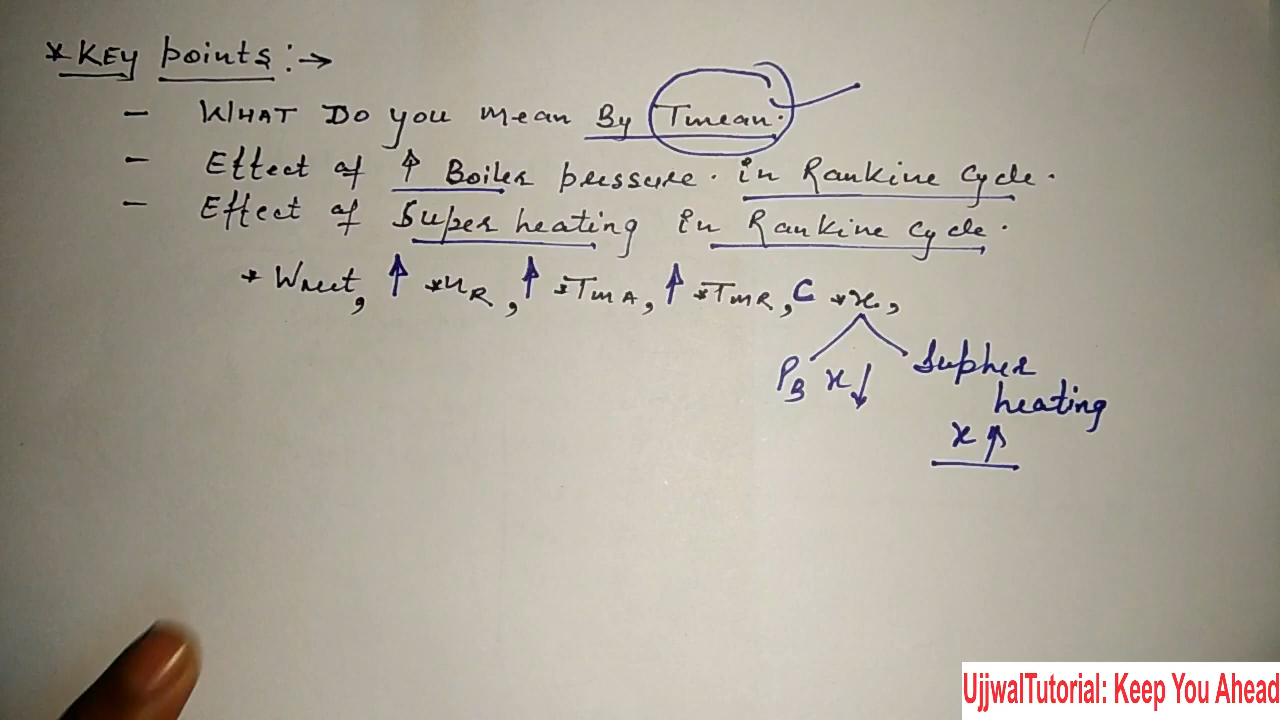 *KEy points :→
- WHAT DO you mean By Tmean.
- Effect of ↑ Boiler pressure. in Rankine Cycle.
- Effect of Super heating in Rankine Cycle.
* Wnet, ↑ *ηR, ↑ *TmA, ↑ *TmR, C *x,
PB x↓
Supher
heating
x↑
UjjwalTutorial: Keep You Ahead